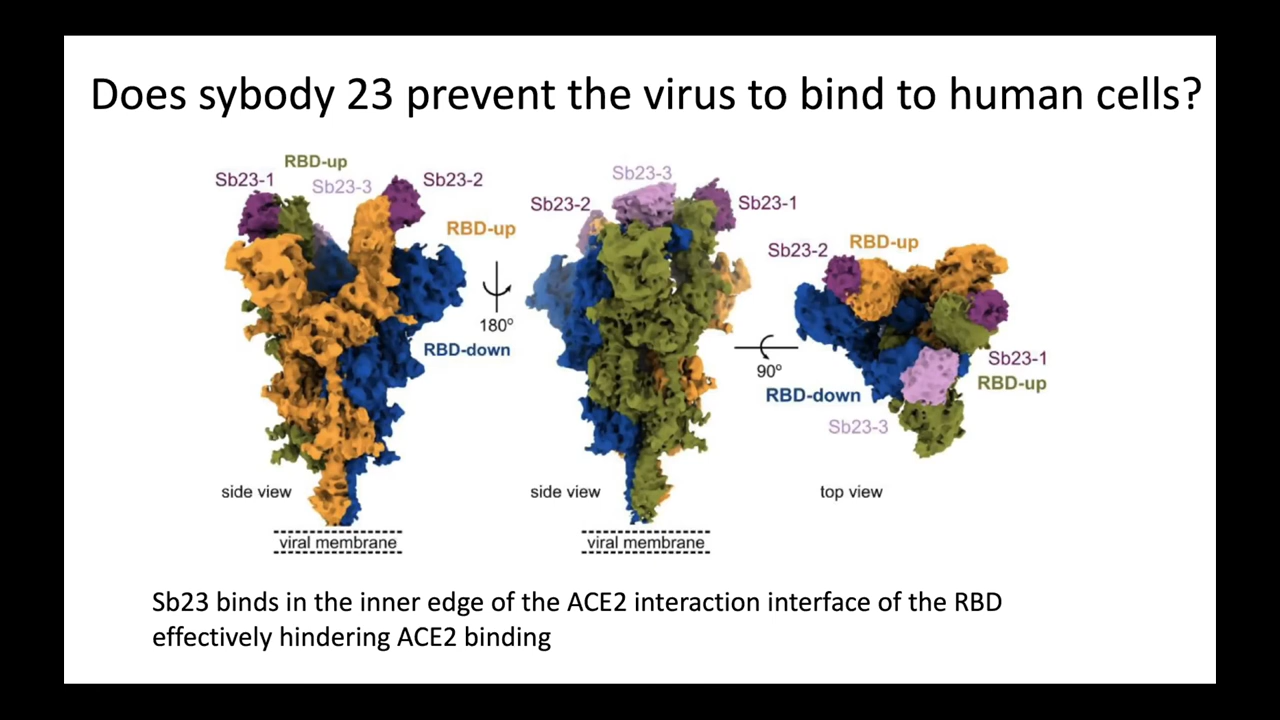 Does sybody 23 prevent the virus to bind to human cells?
RBD-up
Sb23-1
Sb23-3
Sb23-2
RBD-up
180º
RBD-down
side view
viral membrane
Sb23-3
Sb23-2
Sb23-1
side view
viral membrane
90º
Sb23-2
RBD-up
Sb23-1
RBD-up
RBD-down
Sb23-3
top view
Sb23 binds in the inner edge of the ACE2 interaction interface of the RBD
effectively hindering ACE2 binding